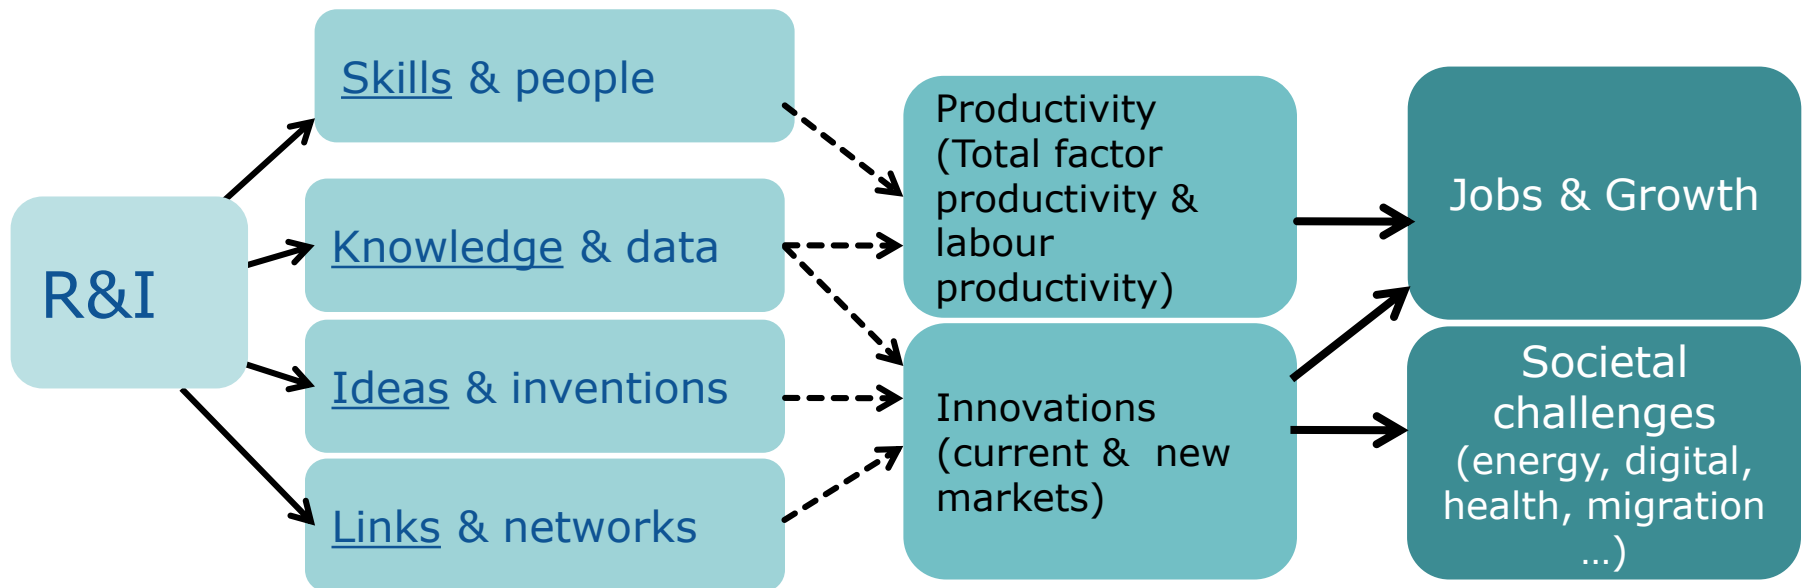 R&I
Skills & people
Knowledge & data
Ideas & inventions
Links & networks
Productivity
(Total factor
productivity &
labour
productivity)
Innovations
(current &  new
markets)
Jobs & Growth
Societal
challenges
(energy, digital,
health, migration
…)